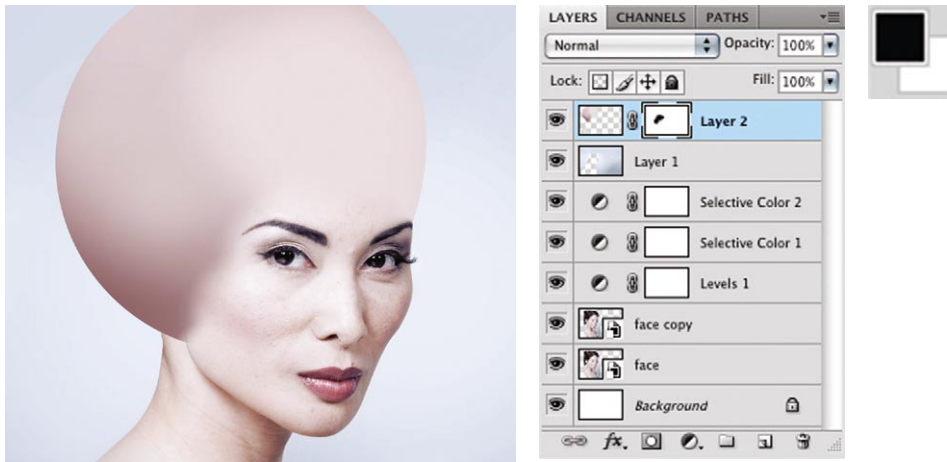 LAYERS CHANNELS PATHS
Normal Opacity: 100%
Lock: Fill: 100%
Layer 2
Layer 1
Selective Color 2
Selective Color 1
Levels 1
face copy
face
Background
fx.